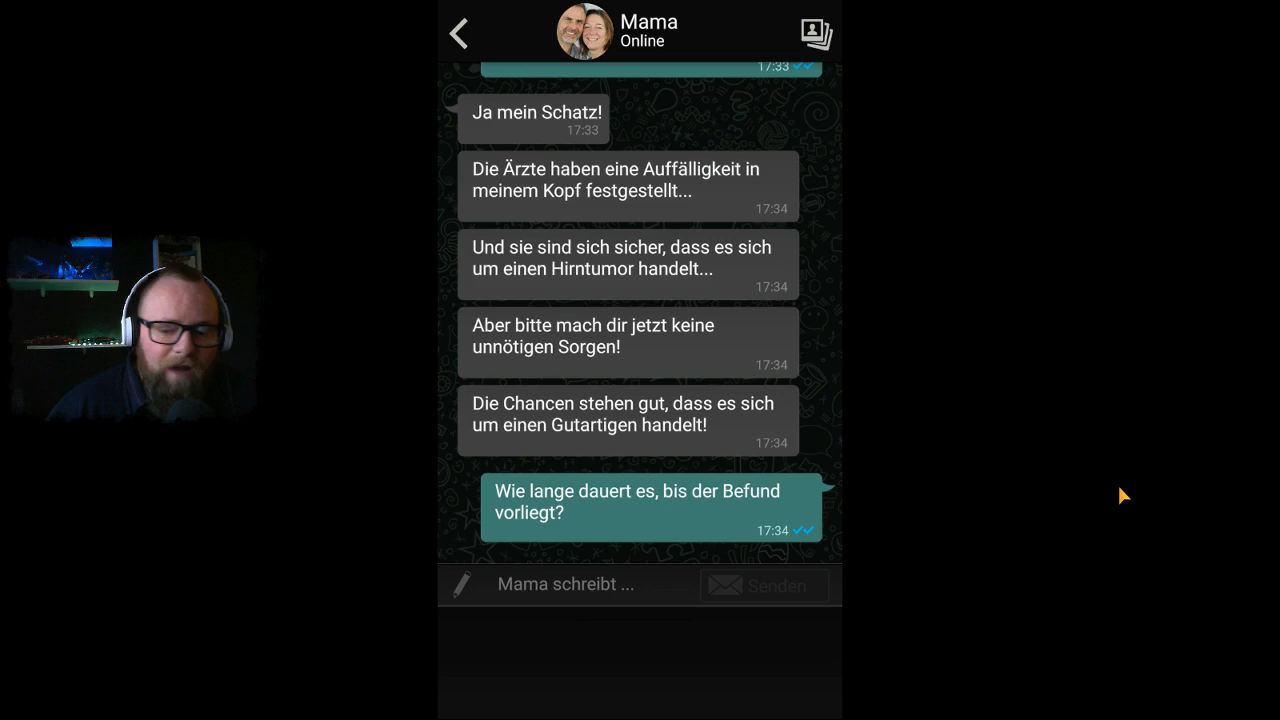 Mama
Online
17:33
Ja mein Schatz!
17:33
Die Ärzte haben eine Auffälligkeit in
meinem Kopf festgestellt...
17:34
Und sie sind sich sicher, dass es sich
um einen Hirntumor handelt...
17:34
Aber bitte mach dir jetzt keine
unnötigen Sorgen!
17:34
Die Chancen stehen gut, dass es sich
um einen Gutartigen handelt!
17:34
Wie lange dauert es, bis der Befund
vorliegt?
17:34
Mama schreibt ...
Senden